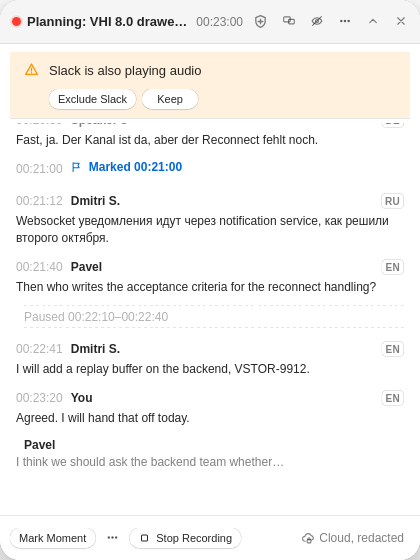 Planning: VHI 8.0 drawe… 00:23:00
Slack is also playing audio
Exclude Slack Keep
Fast, ja. Der Kanal ist da, aber der Reconnect fehlt noch.
00:21:00 Marked 00:21:00
00:21:12 Dmitri S. RU
Websocket уведомления идут через notification service, как решили
второго октября.
00:21:40 Pavel EN
Then who writes the acceptance criteria for the reconnect handling?
Paused 00:22:10–00:22:40
00:22:41 Dmitri S. EN
I will add a replay buffer on the backend, VSTOR-9912.
00:23:20 You EN
Agreed. I will hand that off today.
Pavel
I think we should ask the backend team whether…
Mark Moment Stop Recording Cloud, redacted